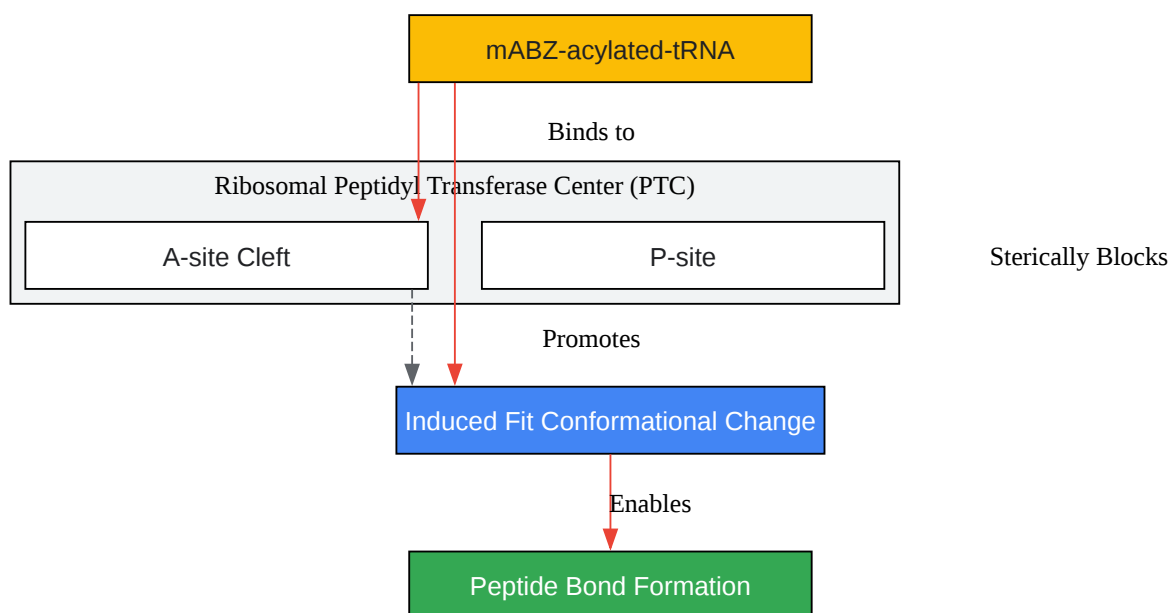 mABZ-acylated-tRNA
Binds to
Ribosomal Peptidyl Transferase Center (PTC)
A-site Cleft
P-site
Sterically Blocks
Promotes
Induced Fit Conformational Change
Enables
Peptide Bond Formation